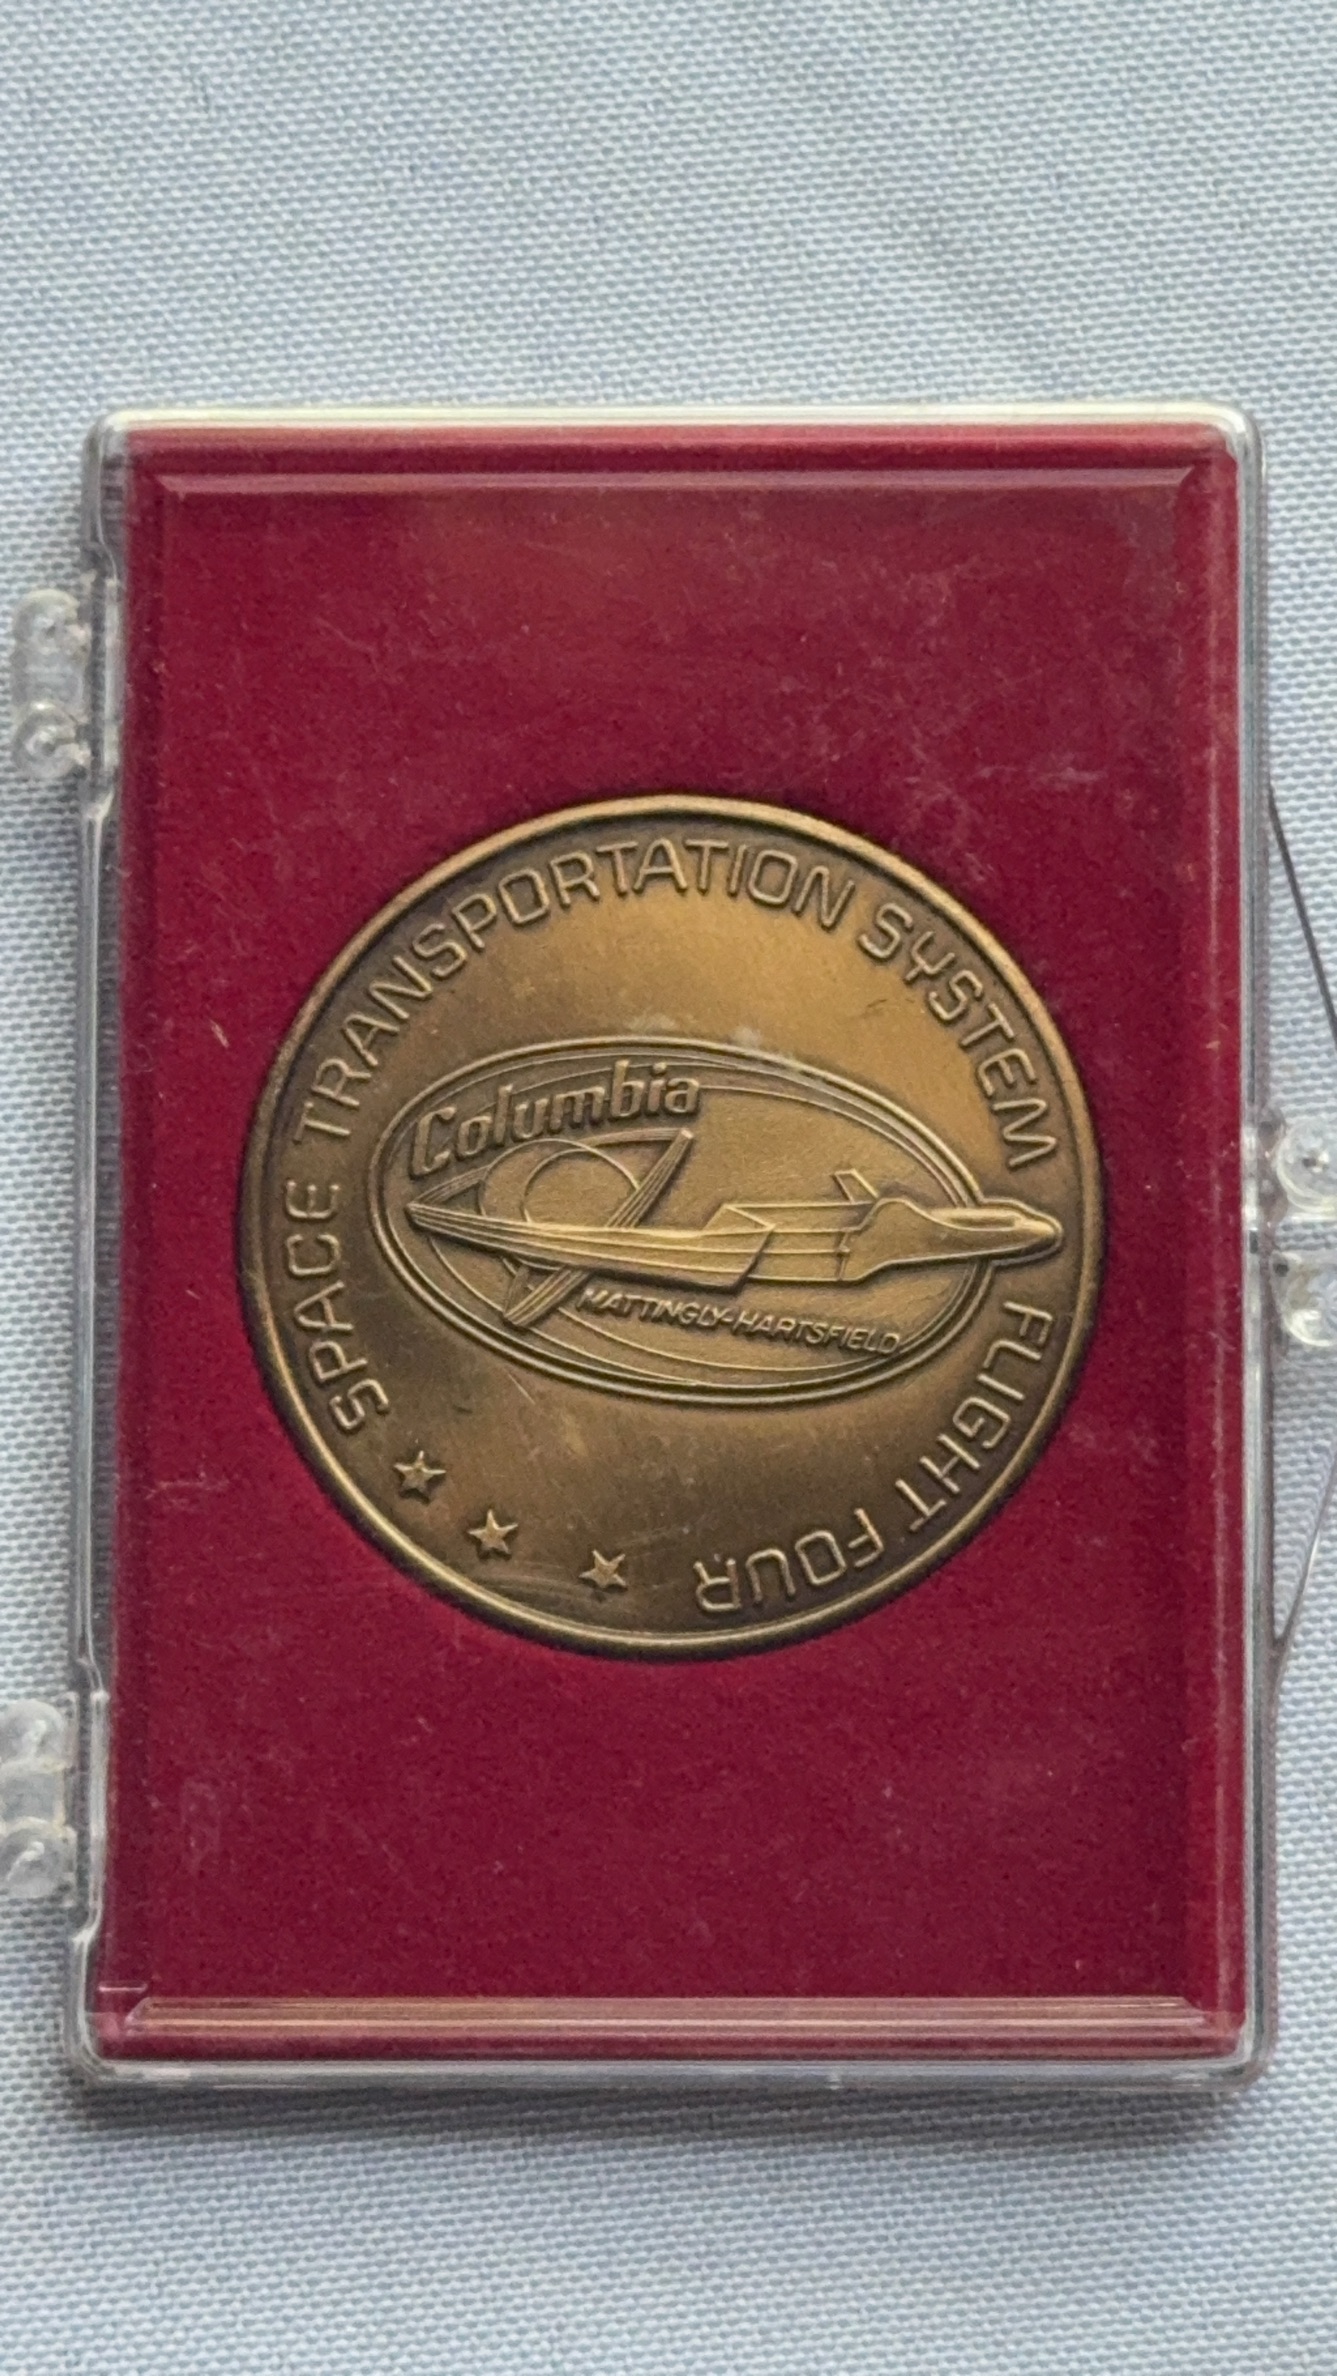 SPACE TRANSPORTATION SYSTEM FLIGHT FOUR
Columbia
MATTINGLY-HARTSFIELD